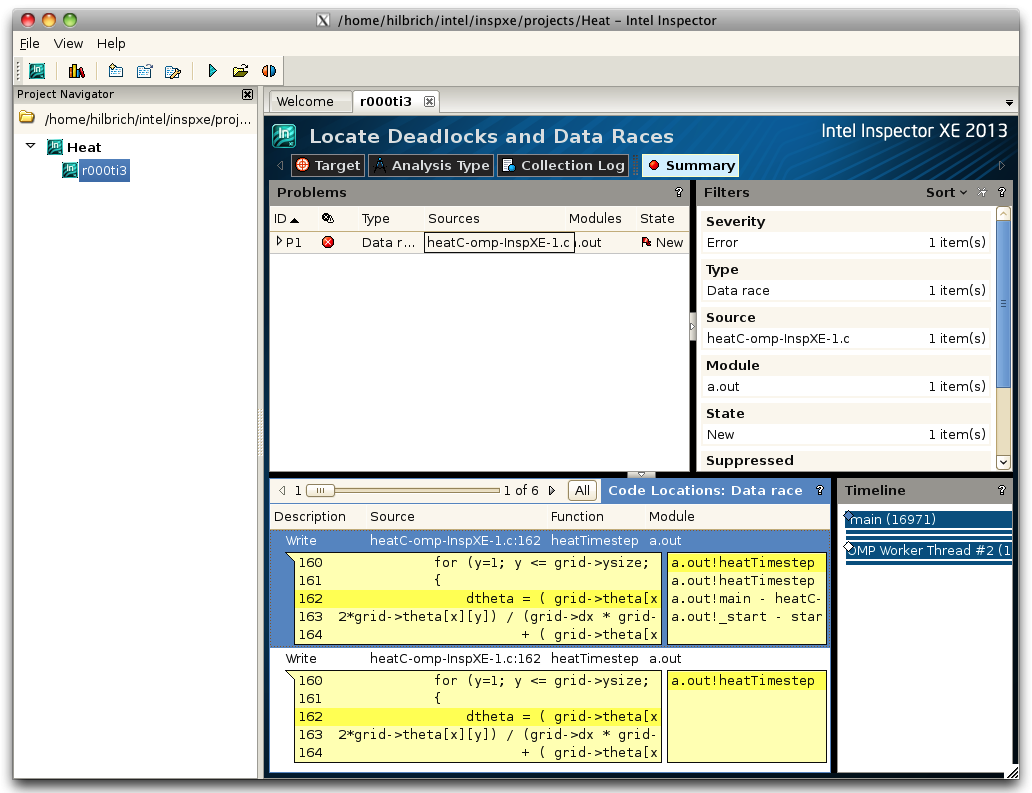 /home/hilbrich/intel/inspxe/projects/Heat - Intel Inspector
File View Help
Project Navigator
/home/hilbrich/intel/inspxe/proj...
Heat
r000ti3
Welcome r000ti3
Locate Deadlocks and Data Races
Intel Inspector XE 2013
Target Analysis Type Collection Log Summary
Problems ?
ID Type Sources Modules State
P1 Data r... heatC-omp-InspXE-1.c a.out New
Filters Sort ?
Severity
Error 1 item(s)
Type
Data race 1 item(s)
Source
heatC-omp-InspXE-1.c 1 item(s)
Module
a.out 1 item(s)
State
New 1 item(s)
Suppressed
1 1 of 6 All Code Locations: Data race ?
Description Source Function Module
Write heatC-omp-InspXE-1.c:162 heatTimestep a.out
160 for (y=1; y <= grid->ysize;
161 {
162 dtheta = ( grid->theta[x
163 2*grid->theta[x][y]) / (grid->dx * grid-
164 + ( grid->theta[x
a.out!heatTimestep
a.out!heatTimestep
a.out!main - heatC-
a.out!_start - star
Write heatC-omp-InspXE-1.c:162 heatTimestep a.out
160 for (y=1; y <= grid->ysize;
161 {
162 dtheta = ( grid->theta[x
163 2*grid->theta[x][y]) / (grid->dx * grid-
164 + ( grid->theta[x
a.out!heatTimestep
Timeline ?
main (16971)
OMP Worker Thread #2 (1